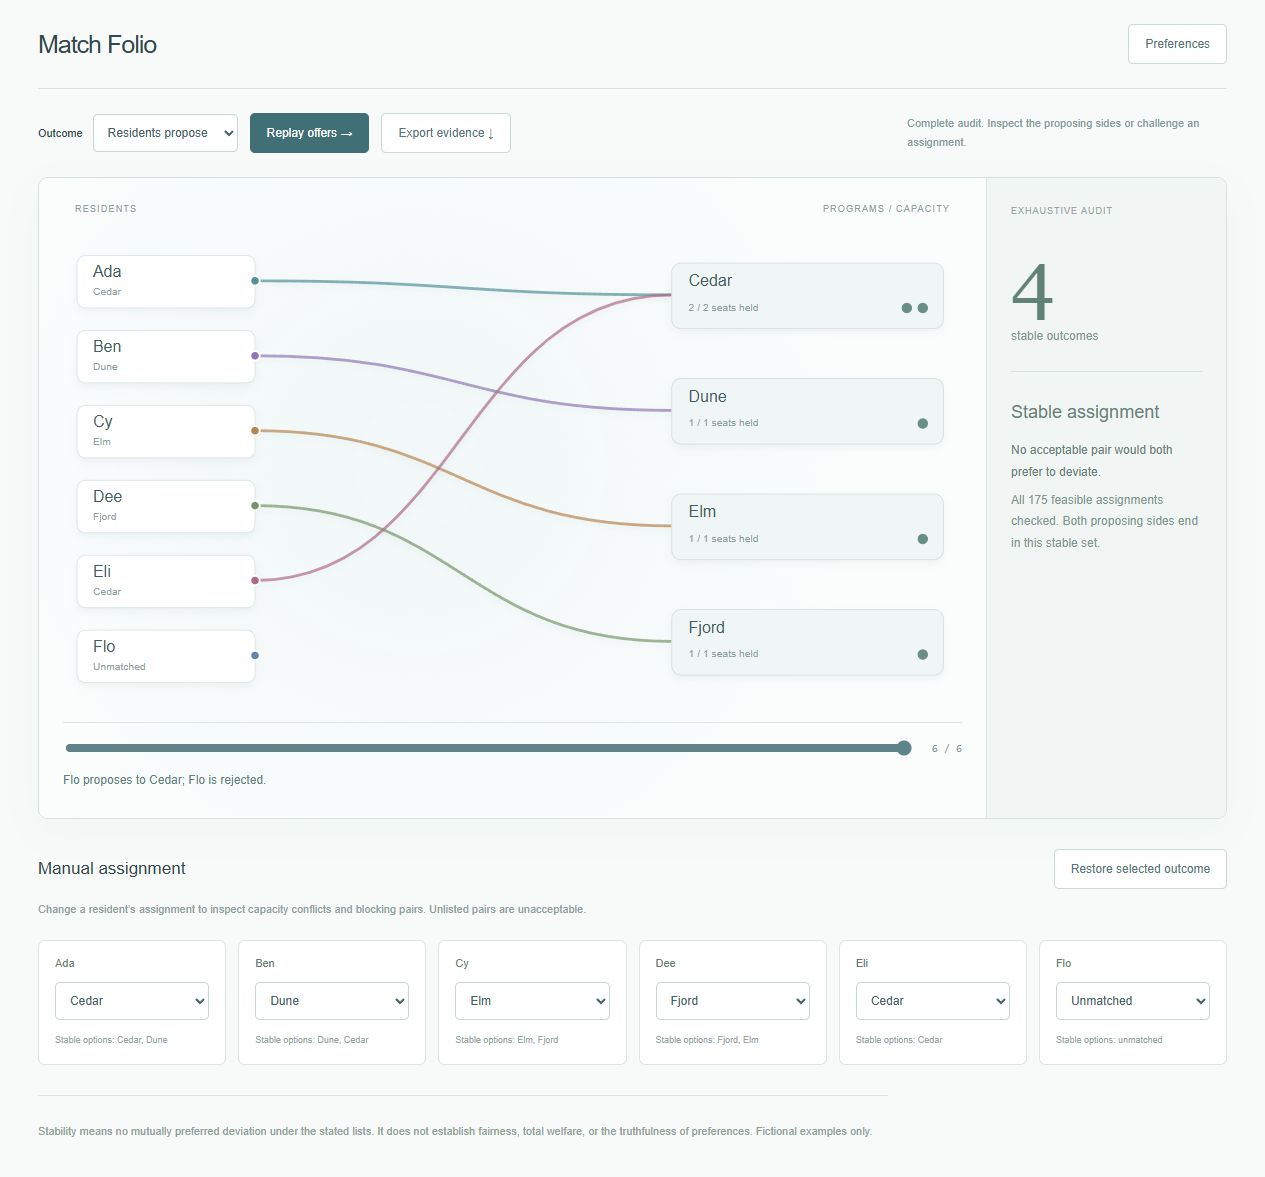 Match Folio
Preferences
Outcome
Residents propose
Replay offers →
Export evidence ↓
Complete audit. Inspect the proposing sides or challenge an
assignment.
RESIDENTS
PROGRAMS / CAPACITY
EXHAUSTIVE AUDIT
Ada
Cedar
Ben
Dune
Cy
Elm
Dee
Fjord
Eli
Cedar
Flo
Unmatched
Cedar
2 / 2 seats held
Dune
1 / 1 seats held
Elm
1 / 1 seats held
Fjord
1 / 1 seats held
4
stable outcomes
Stable assignment
No acceptable pair would both
prefer to deviate.
All 175 feasible assignments
checked. Both proposing sides end
in this stable set.
6 / 6
Flo proposes to Cedar; Flo is rejected.
Manual assignment
Restore selected outcome
Change a resident's assignment to inspect capacity conflicts and blocking pairs. Unlisted pairs are unacceptable.
Ada
Cedar
Stable options: Cedar, Dune
Ben
Dune
Stable options: Dune, Cedar
Cy
Elm
Stable options: Elm, Fjord
Dee
Fjord
Stable options: Fjord, Elm
Eli
Cedar
Stable options: Cedar
Flo
Unmatched
Stable options: unmatched
Stability means no mutually preferred deviation under the stated lists. It does not establish fairness, total welfare, or the truthfulness of preferences. Fictional examples only.